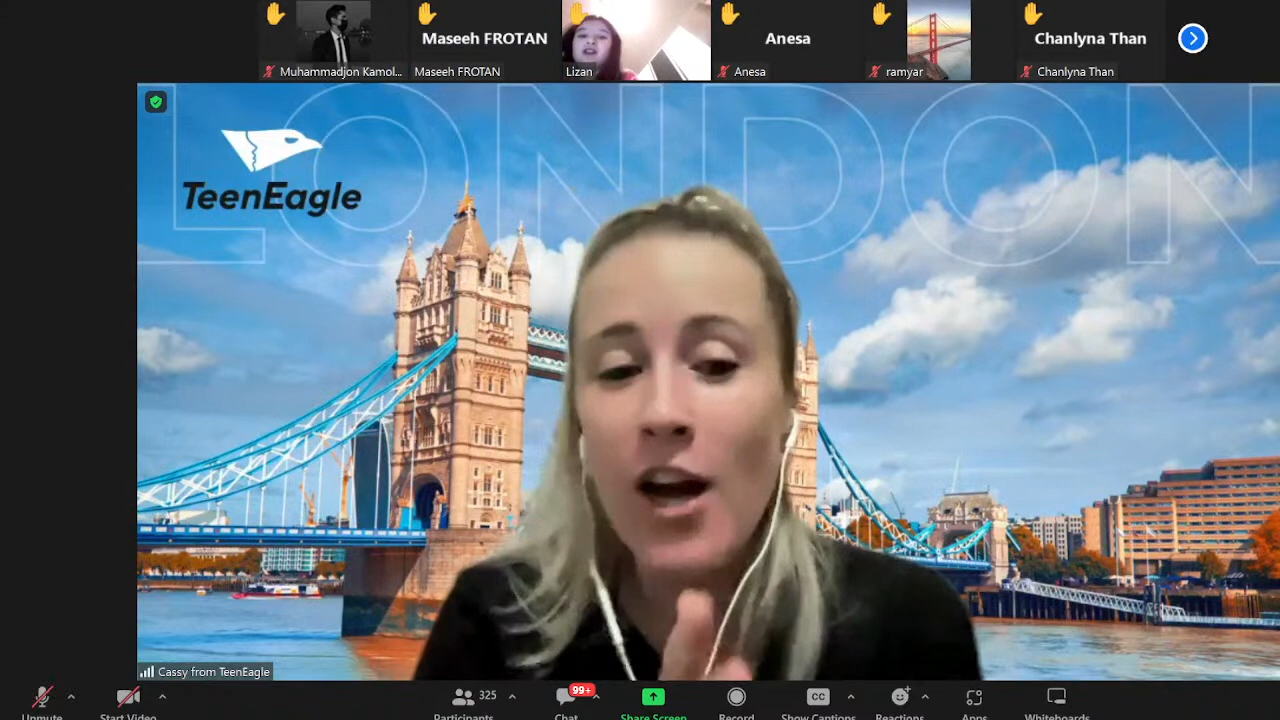 Muhammadjon Kamol...
Maseeh FROTAN
Maseeh FROTAN
Lizan
Anesa
Anesa
ramyar
Chanlyna Than
Chanlyna Than
LONDON
TeenEagle
Cassy from TeenEagle
Unmute
Start Video
325
Participants
99+
Chat
Share Screen
Record
CC
Show Captions
Reactions
Apps
Whiteboards